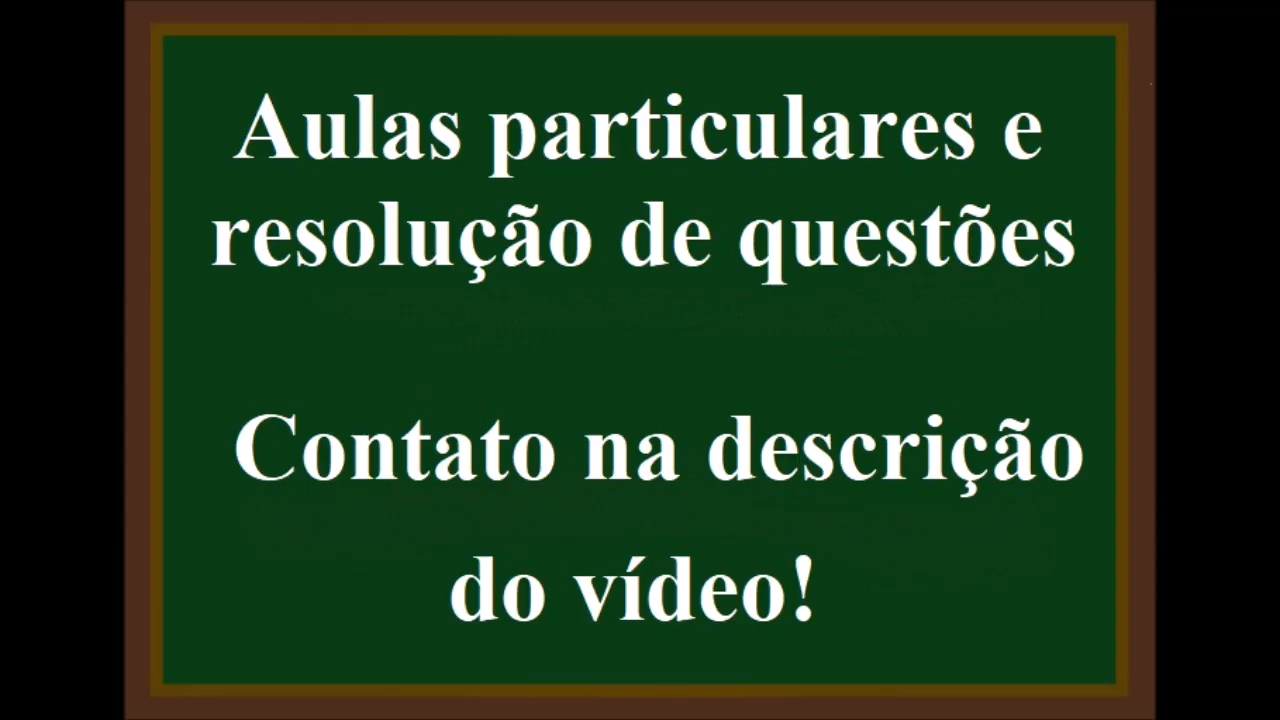 Aulas particulares e
resolução de questões
Contato na descrição
do vídeo!